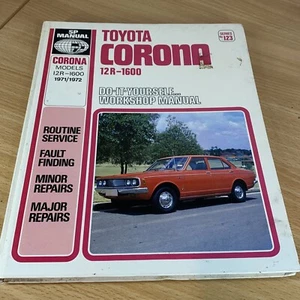 SP
MANUAL
CORONA
MODELS
12R-1600
1971/1972
TOYOTA
CORONA
12R-1600
SERIES
No 123
DO-IT-YOURSELF...
WORKSHOP MANUAL
ROUTINE
SERVICE
FAULT
FINDING
MINOR
REPAIRS
MAJOR
REPAIRS